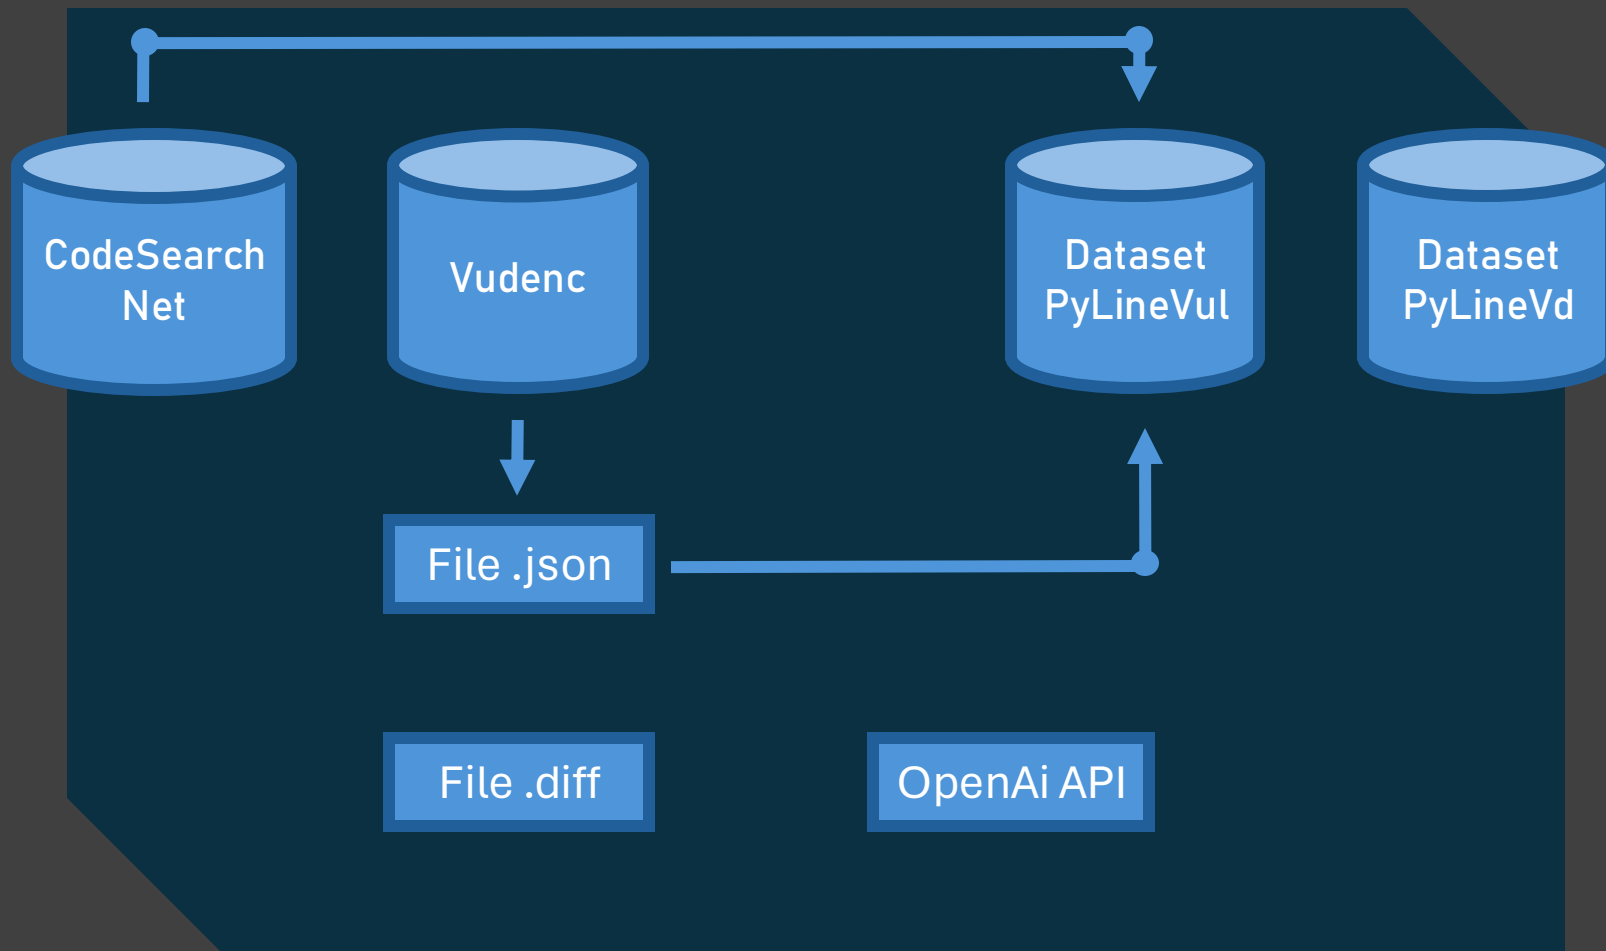 CodeSearch
Net
Vudenc
Dataset
PyLineVul
Dataset
PyLineVd
File .json
File .diff
OpenAi API